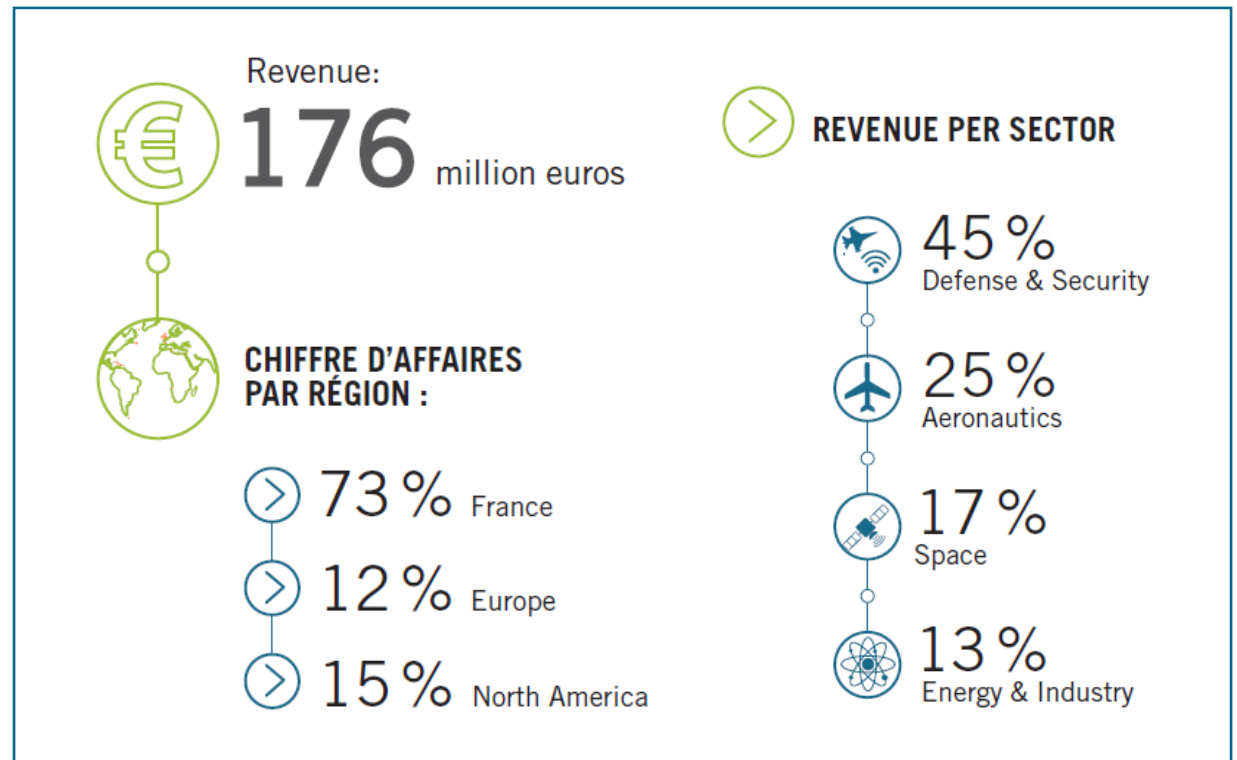 Revenue:
176 million euros
CHIFFRE D'AFFAIRES
PAR RÉGION :
73 % France
12 % Europe
15 % North America
REVENUE PER SECTOR
45 %
Defense & Security
25 %
Aeronautics
17 %
Space
13 %
Energy & Industry